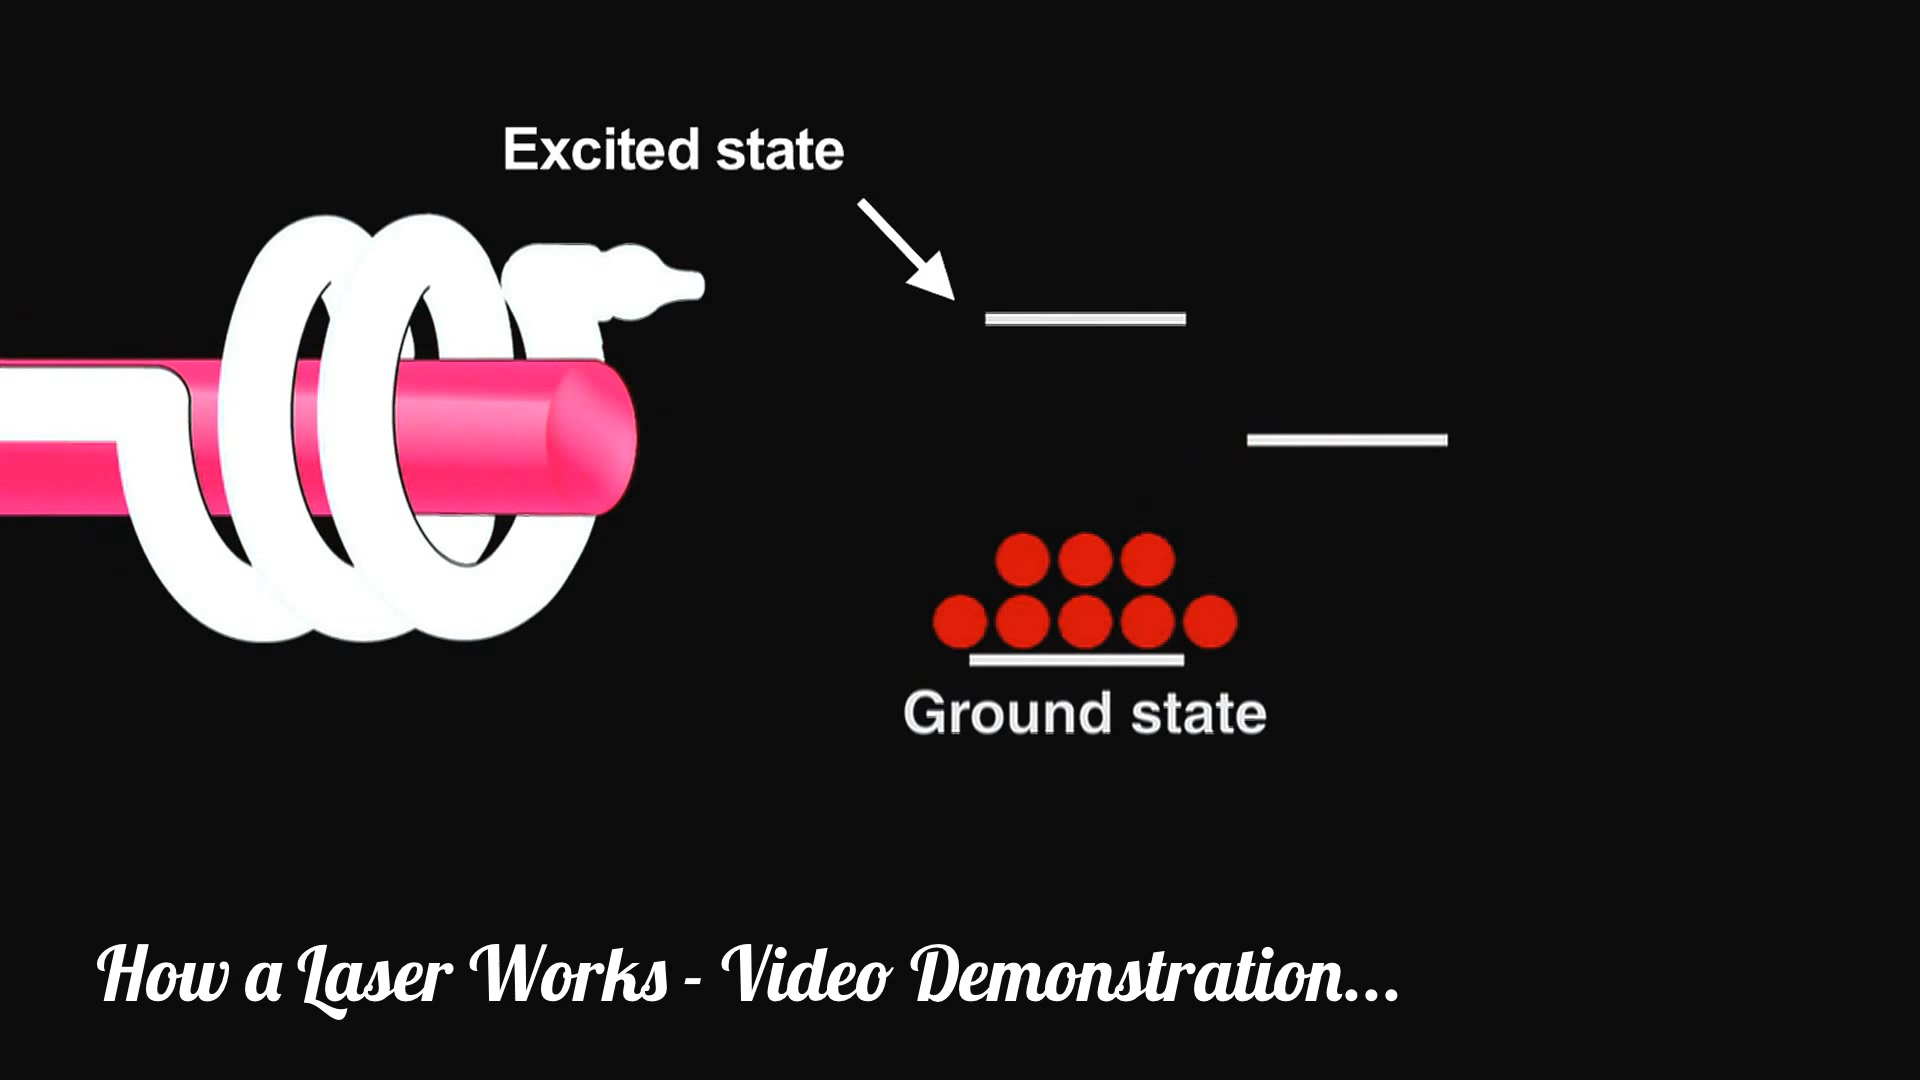 Excited state
Ground state
How a Laser Works - Video Demonstration...